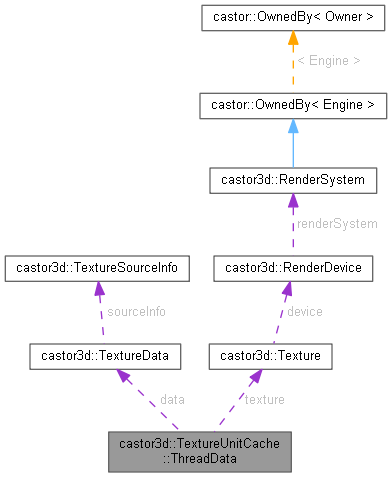 castor::OwnedBy< Owner >
< Engine >
castor::OwnedBy< Engine >
castor3d::RenderSystem
renderSystem
castor3d::TextureSourceInfo
castor3d::RenderDevice
sourceInfo
device
castor3d::TextureData
castor3d::Texture
data
texture
castor3d::TextureUnitCache
::ThreadData